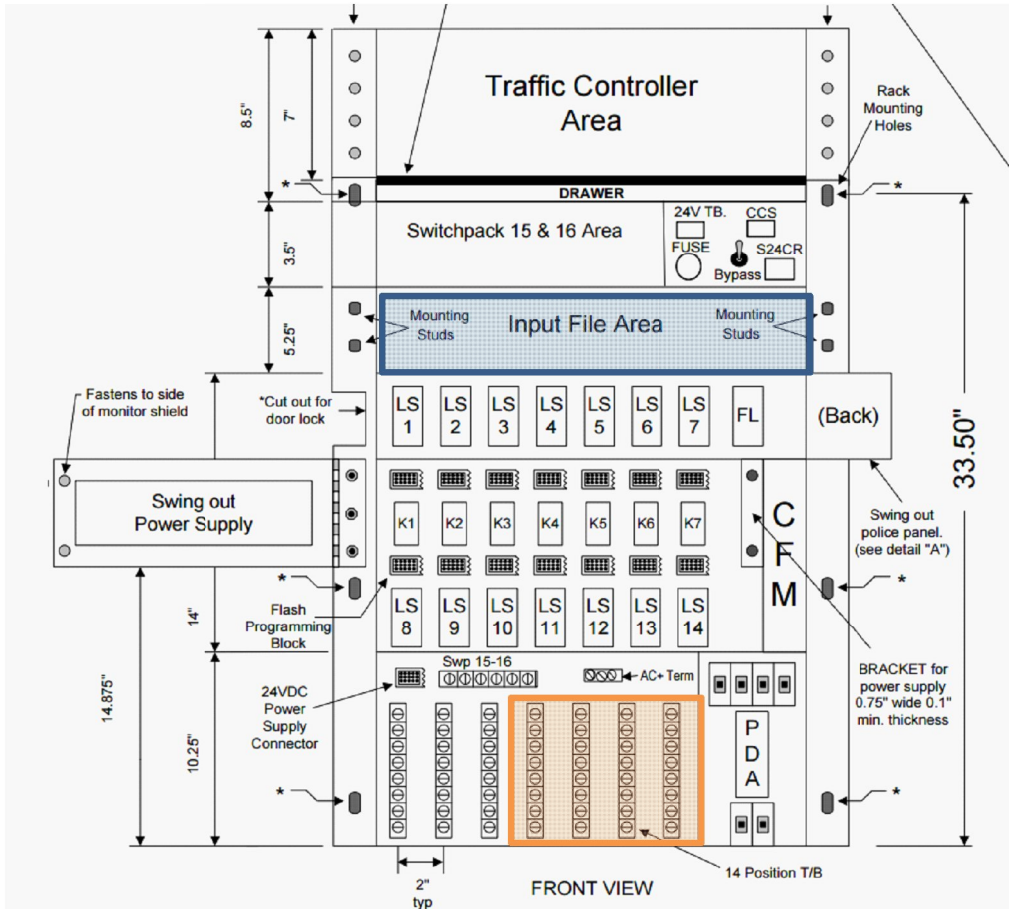 Traffic Controller
Area
8.5"
7"
Rack
Mounting
Holes
*
*
DRAWER
3.5"
Switchpack 15 & 16 Area
24V TB.
CCS
FUSE
S24CR
Bypass
5.25"
Mounting
Studs
Input File Area
Mounting
Studs
Fastens to side
of monitor shield
*Cut out for
door lock
LS
1
LS
2
LS
3
LS
4
LS
5
LS
6
LS
7
FL
(Back)
33.50"
Swing out
Power Supply
K1
K2
K3
K4
K5
K6
K7
C
F
M
Swing out
police panel.
(see detail "A")
*
*
14"
Flash
Programming
Block
LS
8
LS
9
LS
10
LS
11
LS
12
LS
13
LS
14
BRACKET for
power supply
0.75" wide 0.1"
min. thickness
14.875"
10.25"
24VDC
Power
Supply
Connector
Swp 15-16
AC+ Term
P
D
A
*
*
14 Position T/B
2"
typ
FRONT VIEW